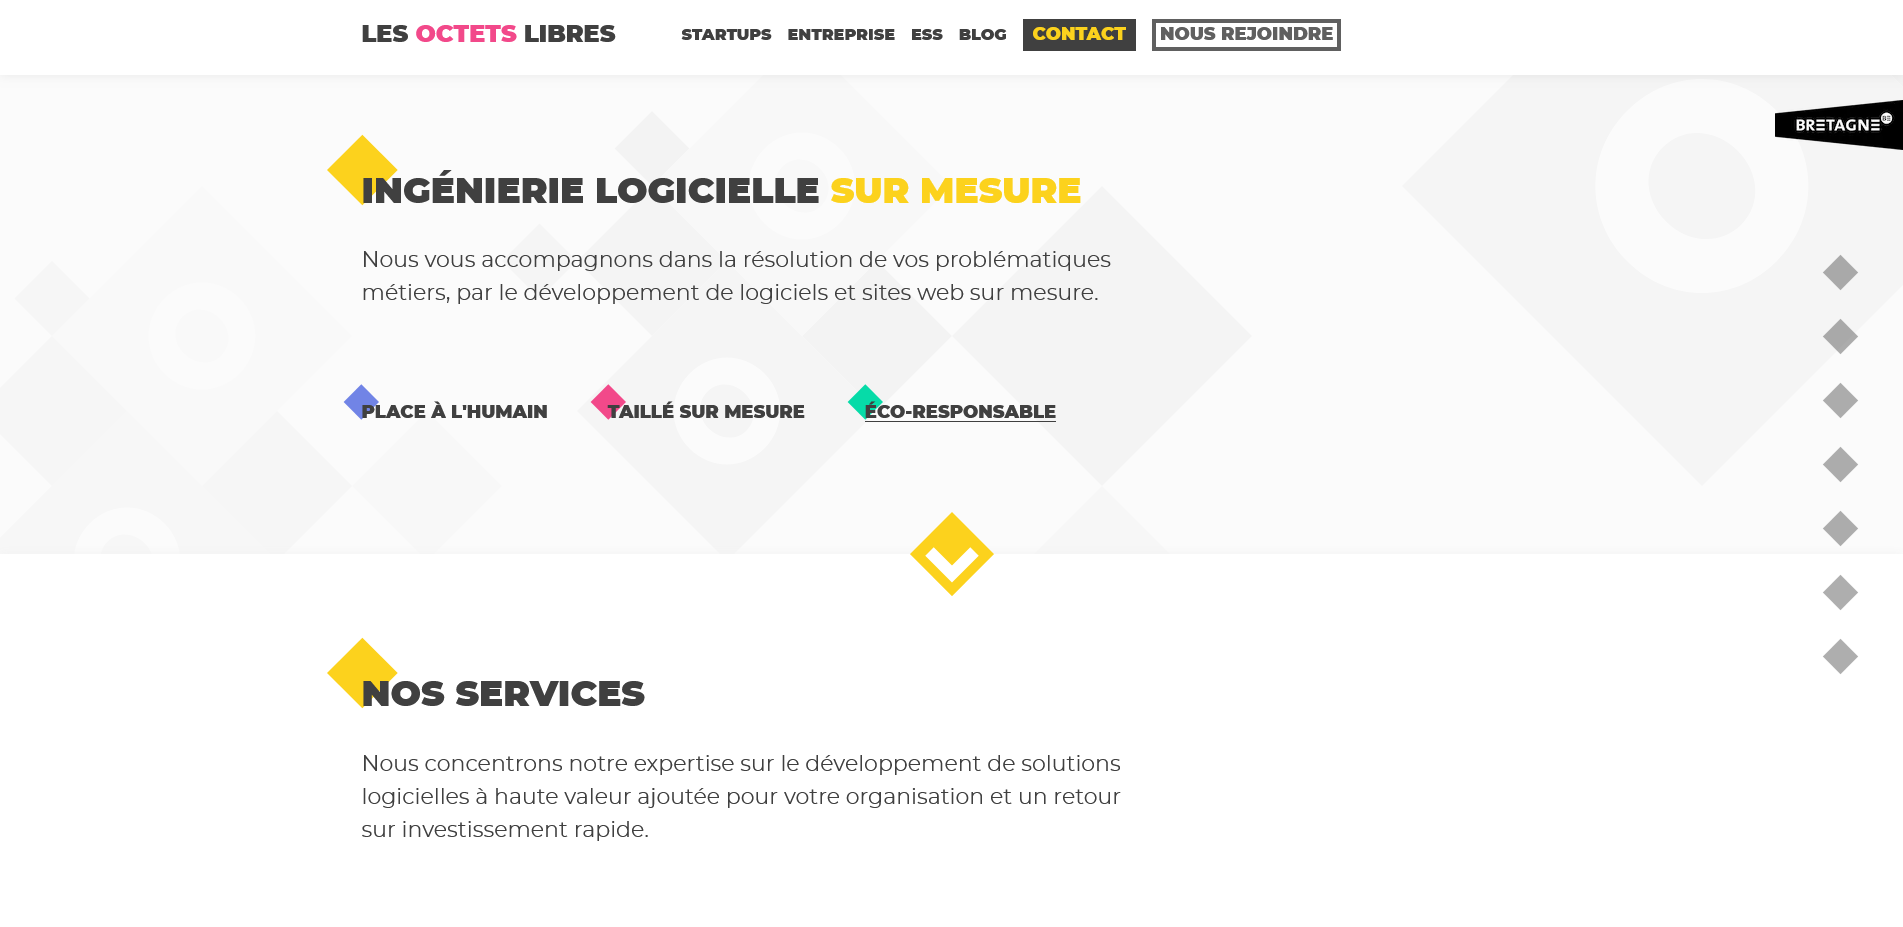 LES OCTETS LIBRES
STARTUPS ENTREPRISE ESS BLOG CONTACT NOUS REJOINDRE
BRETAGNE
INGÉNIERIE LOGICIELLE SUR MESURE
Nous vous accompagnons dans la résolution de vos problématiques
métiers, par le développement de logiciels et sites web sur mesure.
PLACE À L'HUMAIN
TAILLÉ SUR MESURE
ÉCO-RESPONSABLE
NOS SERVICES
Nous concentrons notre expertise sur le développement de solutions
logicielles à haute valeur ajoutée pour votre organisation et un retour
sur investissement rapide.